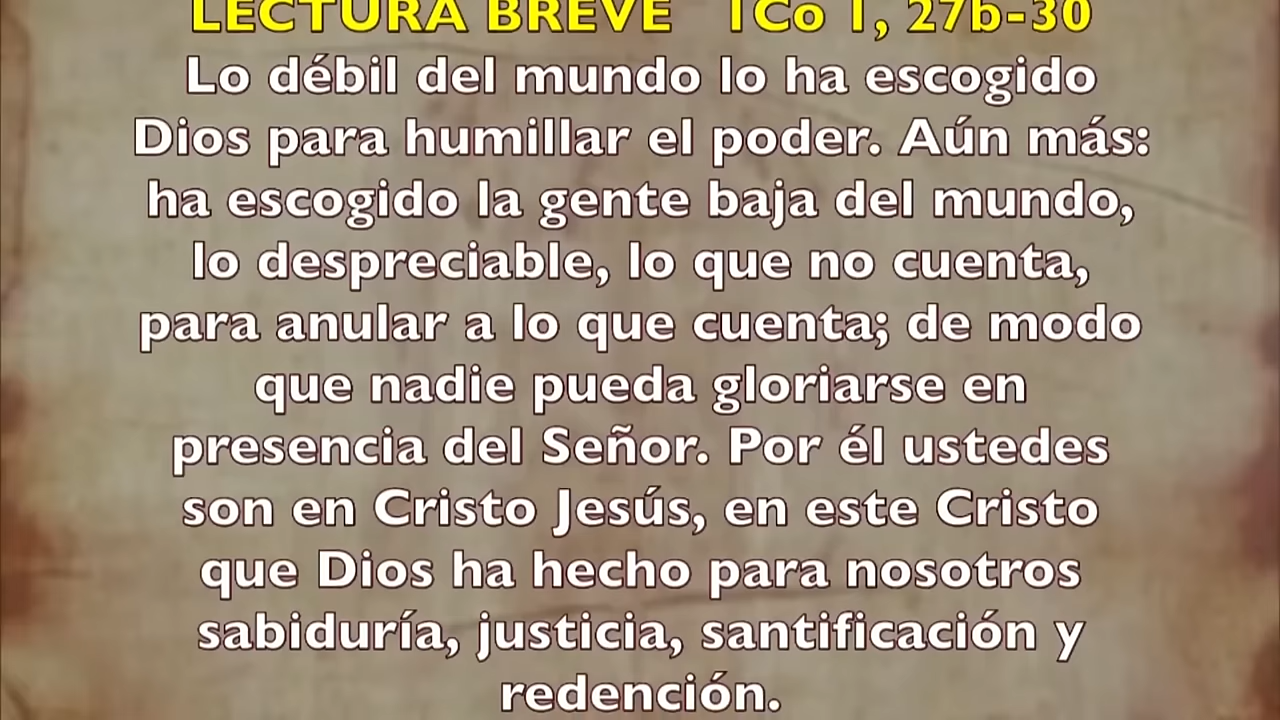 LECTURA BREVE 1Co 1, 27b-30
Lo débil del mundo lo ha escogido
Dios para humillar el poder. Aún más:
ha escogido la gente baja del mundo,
lo despreciable, lo que no cuenta,
para anular a lo que cuenta; de modo
que nadie pueda gloriarse en
presencia del Señor. Por él ustedes
son en Cristo Jesús, en este Cristo
que Dios ha hecho para nosotros
sabiduría, justicia, santificación y
redención.